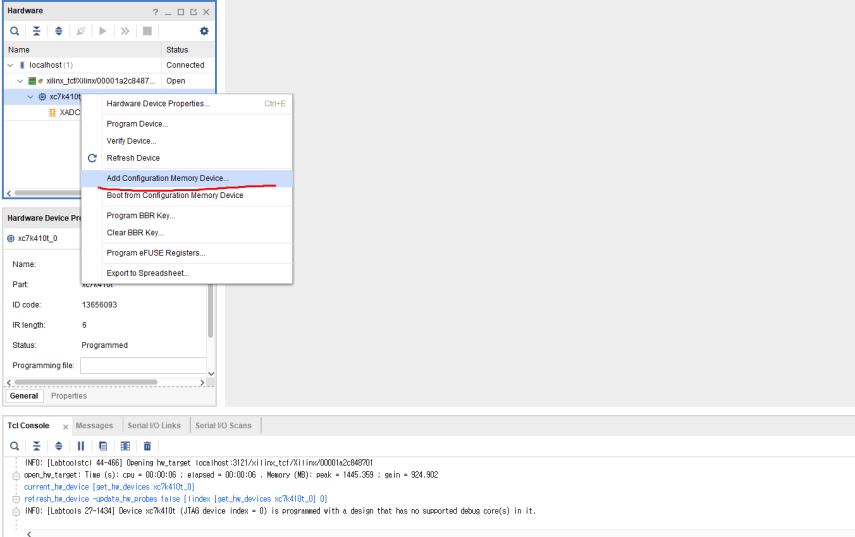 Hardware
Name Status
localhost (1) Connected
xilinx_tcf/Xilinx/00001a2c8487... Open
xc7k410t
XADC
Hardware Device Properties... Ctrl+E
Program Device...
Verify Device...
Refresh Device
Add Configuration Memory Device...
Boot from Configuration Memory Device
Program BBR Key...
Clear BBR Key...
Program eFUSE Registers...
Export to Spreadsheet...
Hardware Device Pr
xc7k410t_0
Name:
Part: xc7k410t
ID code: 13656093
IR length: 6
Status: Programmed
Programming file:
General Properties
Tcl Console Messages Serial I/O Links Serial I/O Scans
INFO: [Labtoolstcl 44-466] Opening hw_target localhost:3121/xilinx_tcf/Xilinx/00001a2c848701
open_hw_target: Time (s): cpu = 00:00:06 ; elapsed = 00:00:06 . Memory (MB): peak = 1445.359 ; gain = 924.902
current_hw_device [get_hw_devices xc7k410t_0]
refresh_hw_device -update_hw_probes false [lindex [get_hw_devices xc7k410t_0] 0]
INFO: [Labtools 27-1434] Device xc7k410t (JTAG device index = 0) is programmed with a design that has no supported debug core(s) in it.